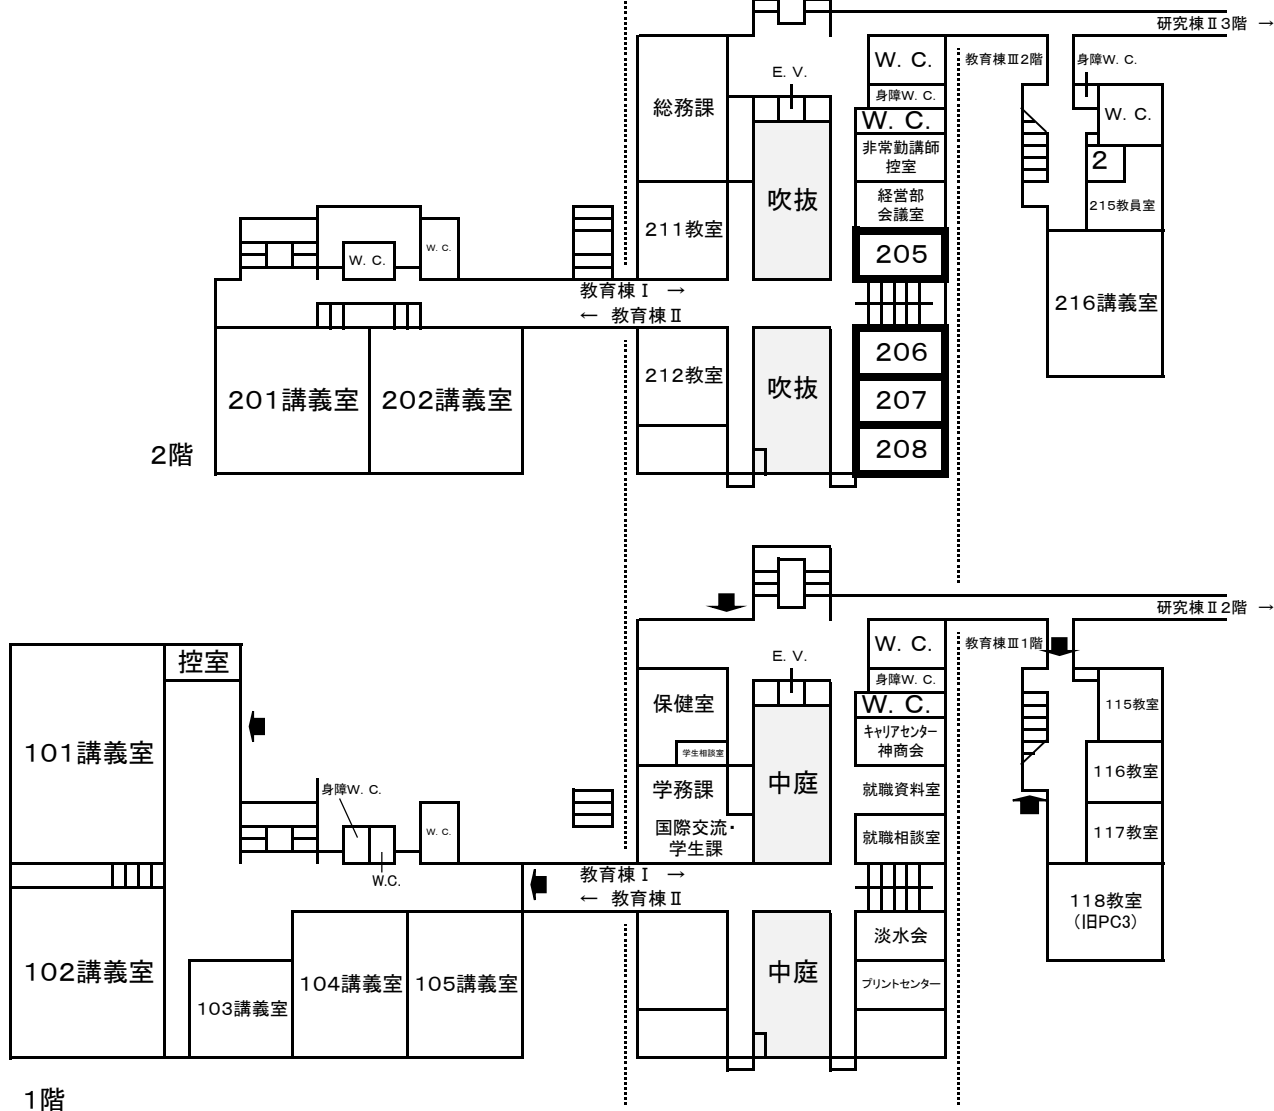 研究棟Ⅱ3階 →
W. C.
教育棟Ⅲ2階
身障W. C.
E. V.
総務課
身障W. C.
W. C.
W. C.
非常勤講師
控室
2
吹抜
経営部
会議室
215教員室
211教室
W. C.
W. C.
205
教育棟Ⅰ →
← 教育棟Ⅱ
216講義室
206
212教室
吹抜
201講義室
202講義室
207
208
2階
研究棟Ⅱ2階 →
W. C.
教育棟Ⅲ1階
控室
E. V.
身障W. C.
保健室
W. C.
115教室
キャリアセンター
神商会
101講義室
学生相談室
116教室
中庭
学務課
就職資料室
身障W. C.
国際交流・
学生課
W. C.
就職相談室
117教室
W.C.
教育棟Ⅰ →
← 教育棟Ⅱ
118教室
(旧PC3)
淡水会
102講義室
中庭
104講義室
105講義室
プリントセンター
103講義室
1階